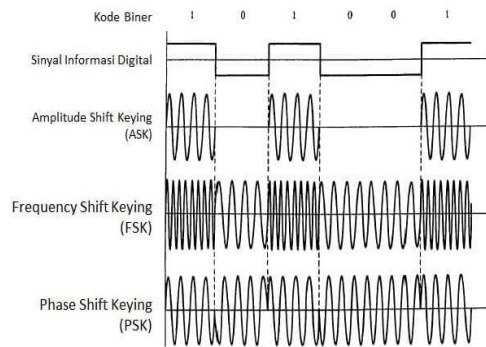 Kode Biner 1 0 1 0 0 1
Sinyal Informasi Digital
Amplitude Shift Keying
(ASK)
Frequency Shift Keying
(FSK)
Phase Shift Keying
(PSK)